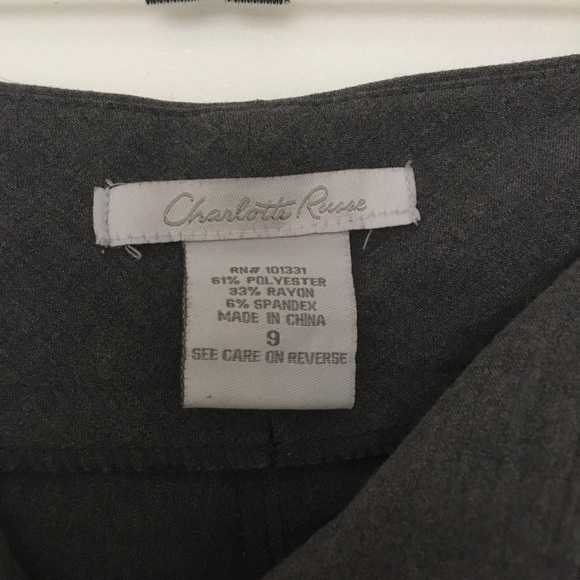 Charlotte Russe
RN# 101331
61% POLYESTER
33% RAYON
6% SPANDEX
MADE IN CHINA
9
SEE CARE ON REVERSE